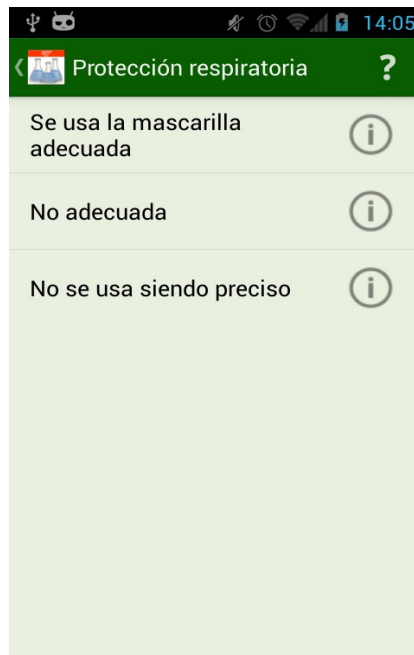 14:05
Protección respiratoria ?
Se usa la mascarilla
adecuada
No adecuada
No se usa siendo preciso